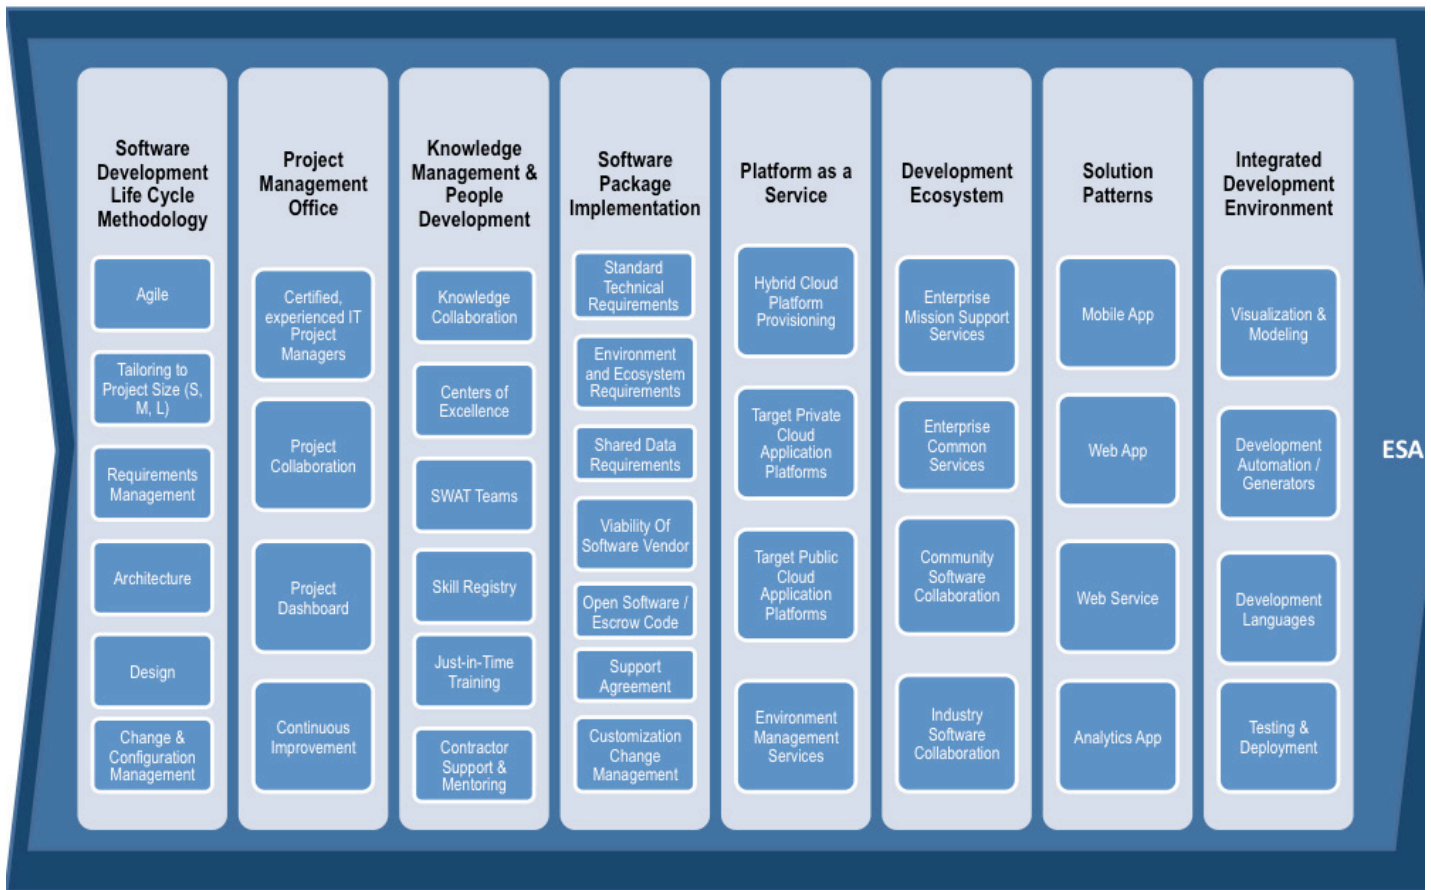 Software
Development
Life Cycle
Methodology
Agile
Tailoring to
Project Size (S,
M, L)
Requirements
Management
Architecture
Design
Change &
Configuration
Management
Project
Management
Office
Certified,
experienced IT
Project
Managers
Project
Collaboration
Project
Dashboard
Continuous
Improvement
Knowledge
Management &
People
Development
Knowledge
Collaboration
Centers of
Excellence
SWAT Teams
Skill Registry
Just-in-Time
Training
Contractor
Support &
Mentoring
Software
Package
Implementation
Standard
Technical
Requirements
Environment
and Ecosystem
Requirements
Shared Data
Requirements
Viability Of
Software Vendor
Open Software /
Escrow Code
Support
Agreement
Customization
Change
Management
Platform as a
Service
Hybrid Cloud
Platform
Provisioning
Target Private
Cloud
Application
Platforms
Target Public
Cloud
Application
Platforms
Environment
Management
Services
Development
Ecosystem
Enterprise
Mission Support
Services
Enterprise
Common
Services
Community
Software
Collaboration
Industry
Software
Collaboration
Solution
Patterns
Mobile App
Web App
Web Service
Analytics App
Integrated
Development
Environment
Visualization &
Modeling
Development
Automation /
Generators
Development
Languages
Testing &
Deployment
ESA